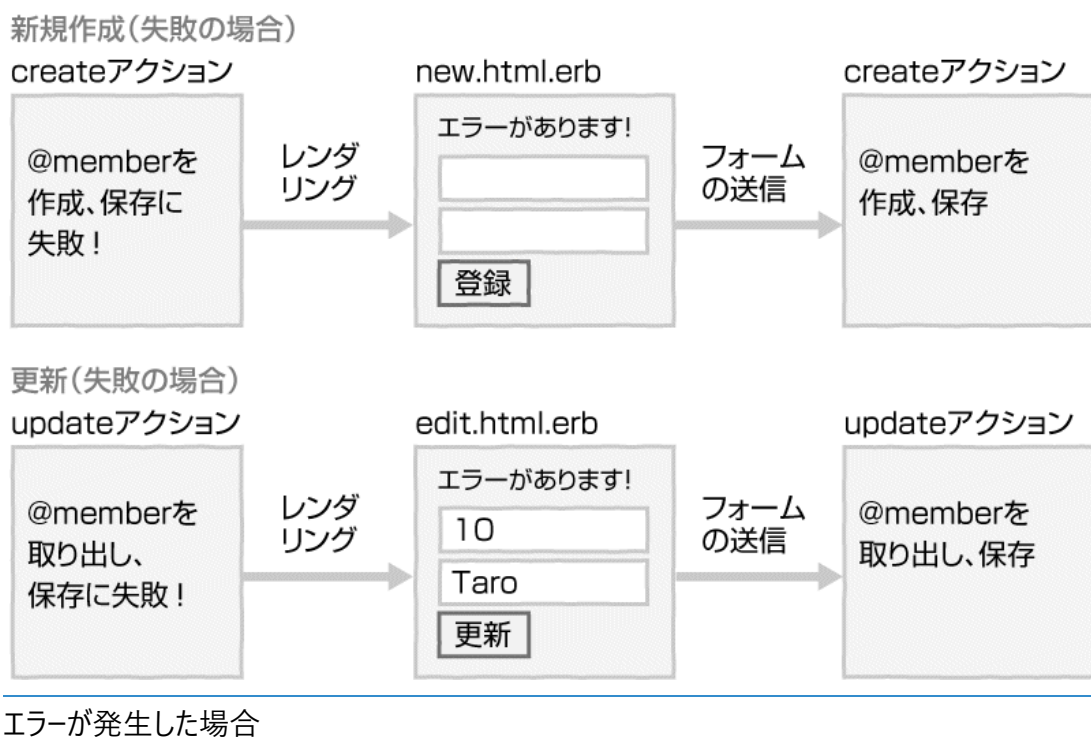 新規作成(失敗の場合)
createアクション
new.html.erb
createアクション
@memberを
作成、保存に
失敗!
レンダ
リング
エラーがあります!
登録
フォーム
の送信
@memberを
作成、保存
更新(失敗の場合)
updateアクション
edit.html.erb
updateアクション
@memberを
取り出し、
保存に失敗!
レンダ
リング
エラーがあります!
10
Taro
更新
フォーム
の送信
@memberを
取り出し、保存
エラーが発生した場合